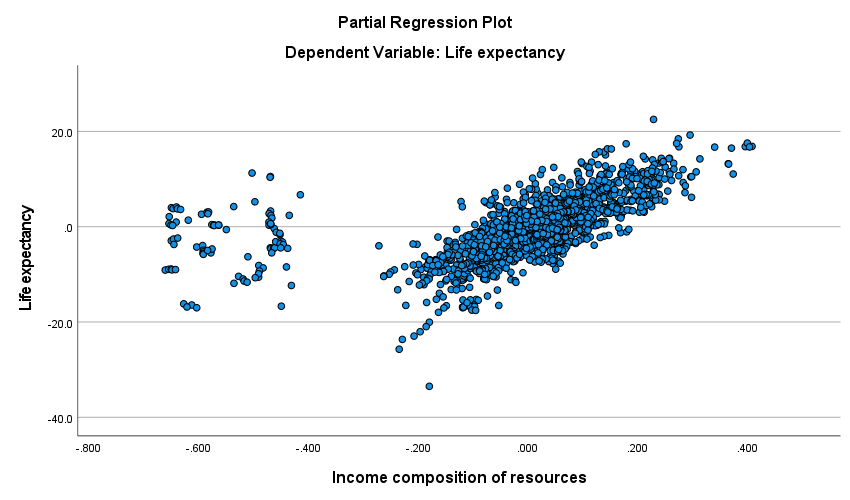 Partial Regression Plot
Dependent Variable: Life expectancy
20.0
.0
-20.0
-40.0
Life expectancy
-.800 -.600 -.400 -.200 .000 .200 .400
Income composition of resources